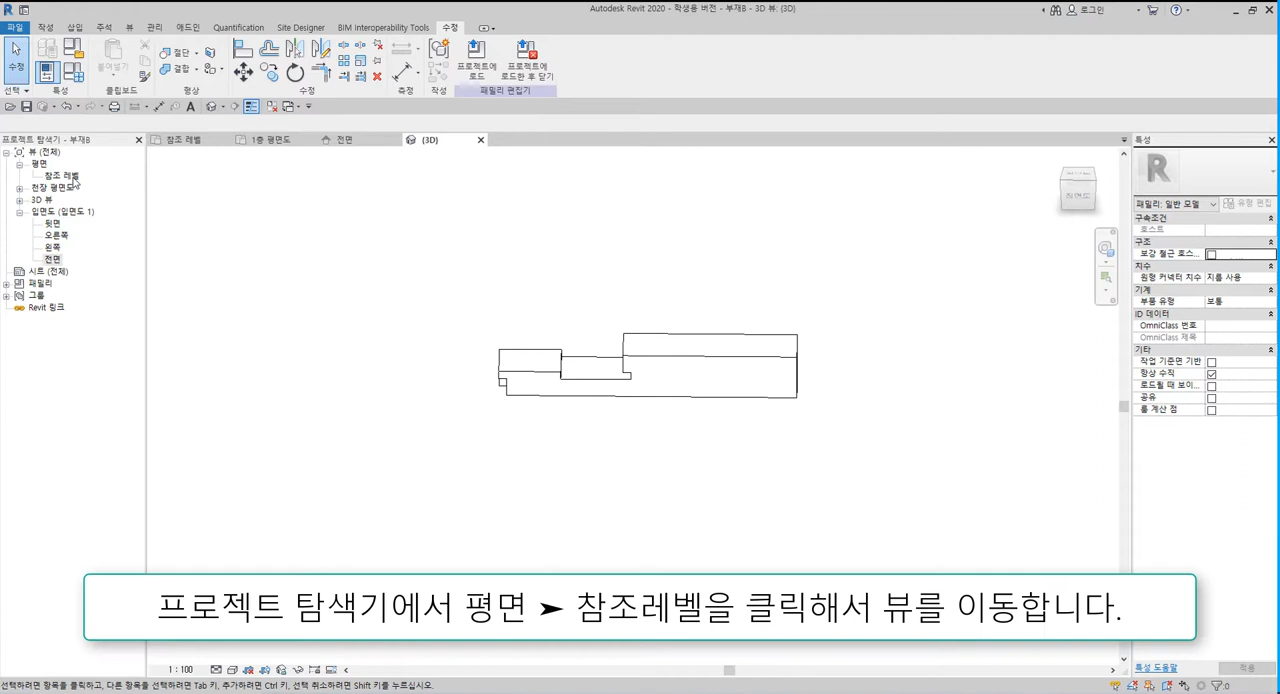 Autodesk Revit 2020 - 학생용 버전 - 부재B - 3D 뷰: (3D)
로그인
파일 작성 삽입 주석 뷰 관리 애드인 Quantification Site Designer BIM Interoperability Tools 수정
수정
붙여넣기
절단
결합
프로젝트에 로드
프로젝트에 로드한 후 닫기
선택 특성 클립보드 형상 수정 측정 작성 패밀리 편집기
프로젝트 탐색기 - 부재B
참조 레벨 1층 평면도 전면 (3D)
특성
뷰 (전체)
평면
참조 레벨
천장 평면도
3D 뷰
입면도 (입면도 1)
뒷면
오른쪽
왼쪽
전면
시트 (전체)
패밀리
그룹
Revit 링크
패밀리: 일반 모델 유형 편집
구속조건
호스트
구조
보강 철근 호스...
치수
원형 커넥터 치수 지름 사용
기계
부품 유형 보통
ID 데이터
OmniClass 번호
OmniClass 제목
기타
작업 기준면 기반
항상 수직
로드될 때 보이...
공유
룸 계산 점
프로젝트 탐색기에서 평면 ➤ 참조레벨을 클릭해서 뷰를 이동합니다.
1 : 100
특성 도움말 적용
선택하려면 항목을 클릭하고, 다른 항목을 선택하려면 Tab 키, 추가하려면 Ctrl 키, 선택 취소하려면 Shift 키를 누르십시오.
:0